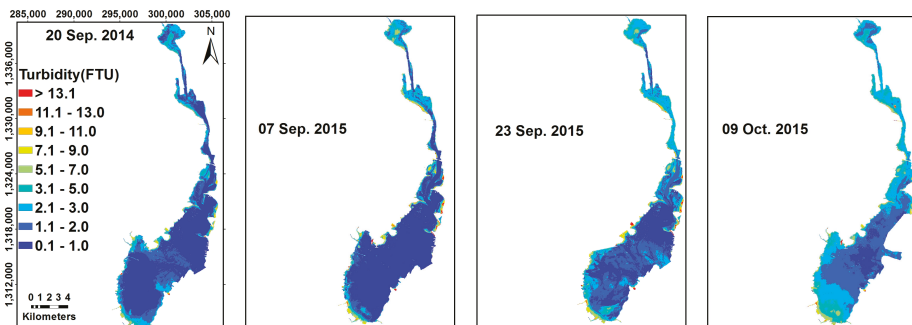 285,000 290,000 295,000 300,000 305,000
20 Sep. 2014
N
Turbidity(FTU)
> 13.1
11.1 - 13.0
9.1 - 11.0
7.1 - 9.0
5.1 - 7.0
3.1 - 5.0
2.1 - 3.0
1.1 - 2.0
0.1 - 1.0
0 1 2 3 4
Kilometers
1,336,000
1,330,000
1,324,000
1,318,000
1,312,000
07 Sep. 2015
23 Sep. 2015
09 Oct. 2015